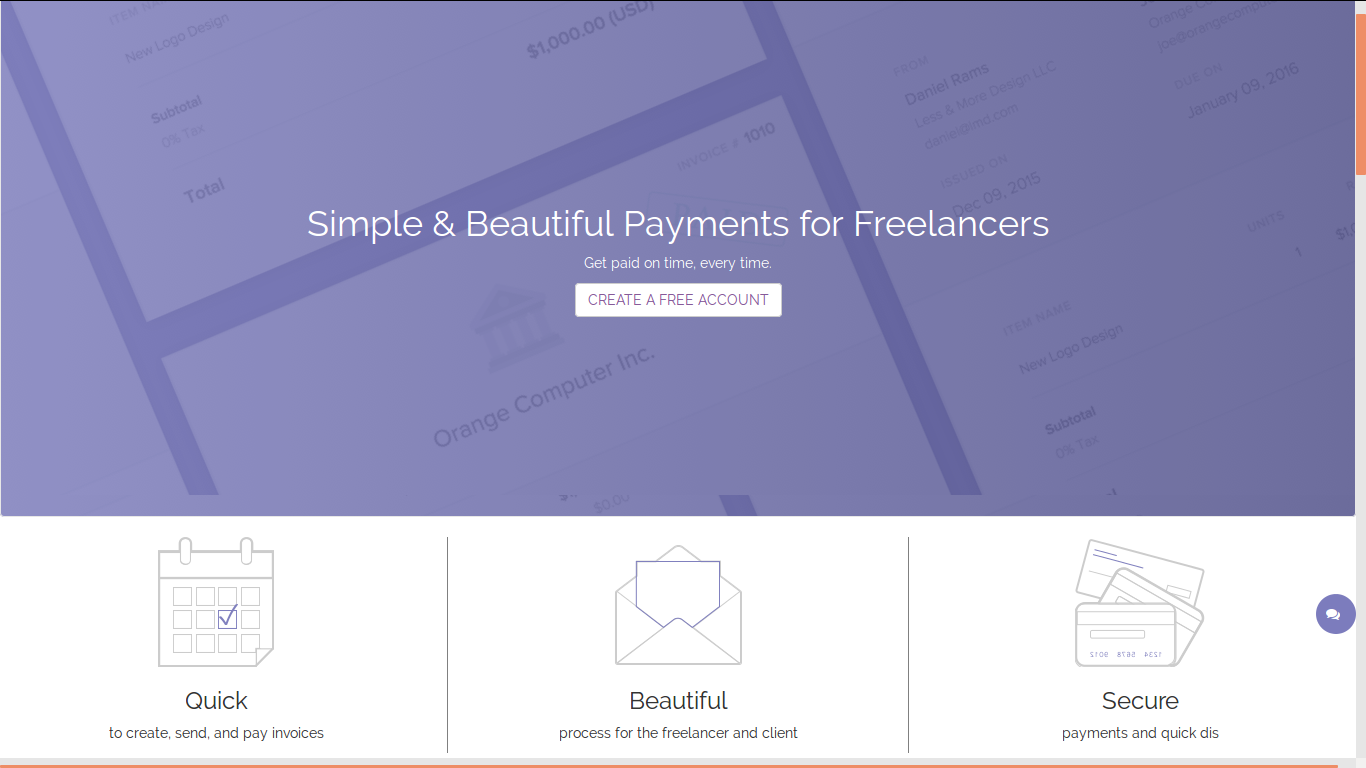 New Logo Design
$1,000.00 (USD)
Subtotal
0% Tax
Total
INVOICE # 1010
Orange Computer Inc.
$0.00
FROM
Daniel Rams
Less & More Design LLC
daniel@lmd.com
ISSUED ON
Dec 09, 2015
DUE ON
January 09, 2016
UNITS
1
ITEM NAME
New Logo Design
Subtotal
0% Tax
Simple & Beautiful Payments for Freelancers
Get paid on time, every time.
CREATE A FREE ACCOUNT
1234 5678 9012
Quick
to create, send, and pay invoices
Beautiful
process for the freelancer and client
Secure
payments and quick dis